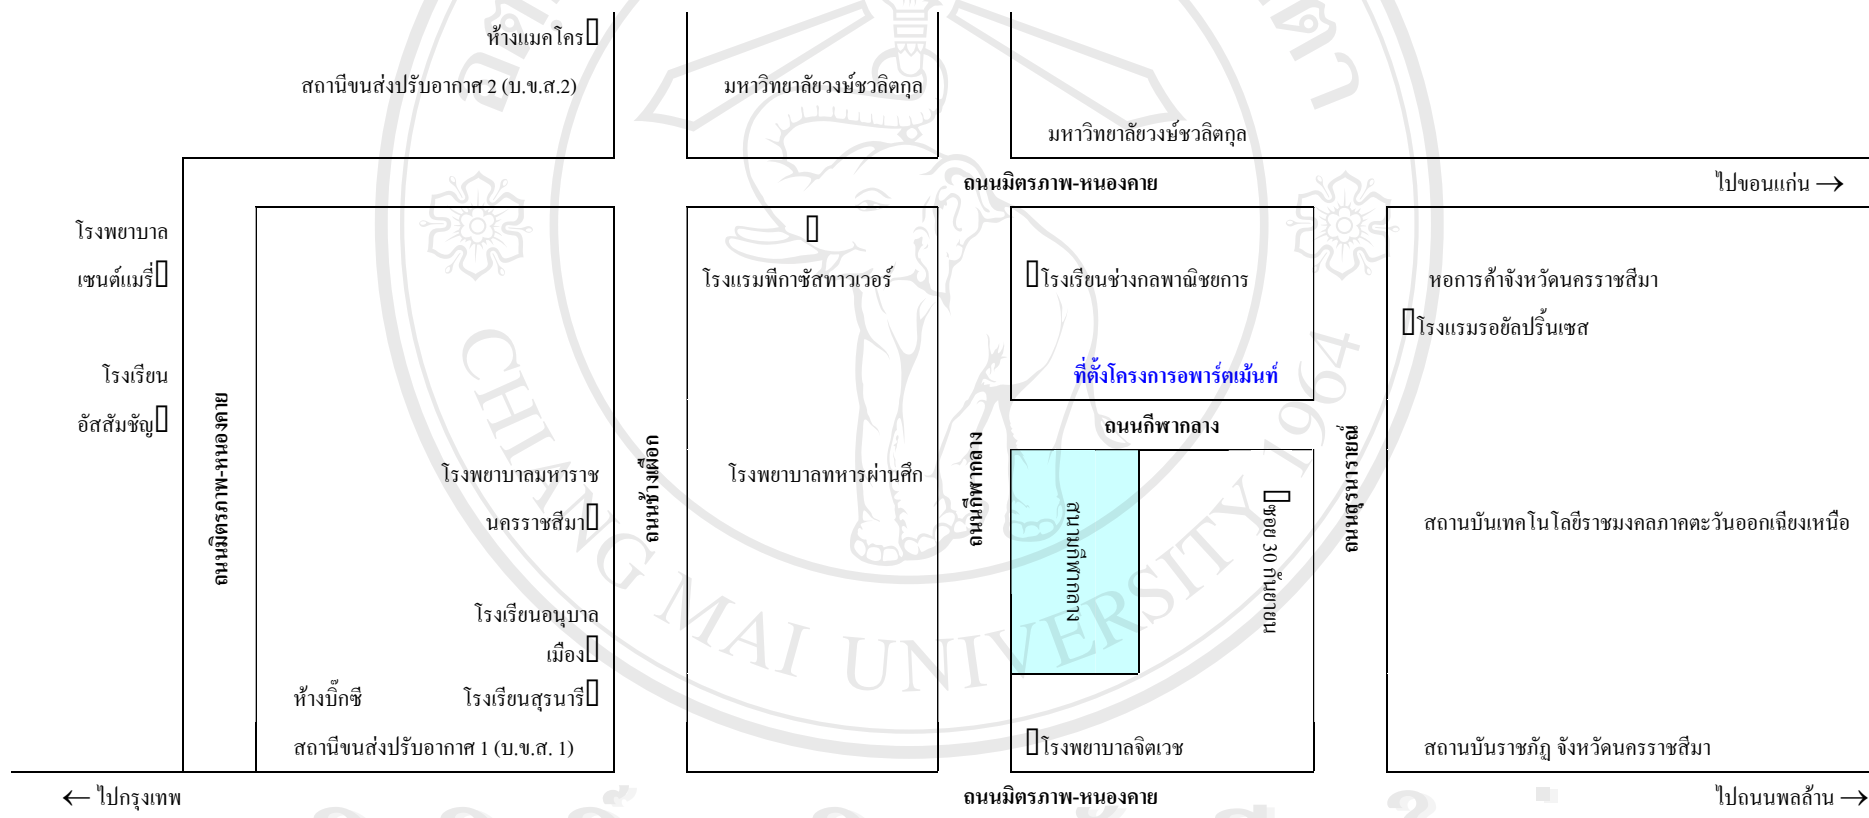 ห้างแมคโคร
สถานีขนส่งปรับอากาศ 2 (บ.ข.ส.2)
มหาวิทยาลัยวงษ์ชวลิตกุล
มหาวิทยาลัยวงษ์ชวลิตกุล
ถนนมิตรภาพ-หนองคาย
ไปขอนแก่น →
โรงพยาบาล
เซนต์แมรี่
โรงแรมพีกาซัสทาวเวอร์
โรงเรียนช่างกลพาณิชยการ
หอการค้าจังหวัดนครราชสีมา
โรงแรมรอยัลปริ้นเซส
โรงเรียน
อัสสัมชัญ
ที่ตั้งโครงการอพาร์ตเม้นท์
ถนนกีฬากลาง
ถนนมิตรภาพ-หนองคาย
โรงพยาบาลมหาราช
นครราชสีมา
ถนนช้างเผือก
โรงพยาบาลทหารผ่านศึก
ถนนกีฬากลาง
สนามกีฬากลาง
ซอย 30 กันยายน
ถนนสุรนารายณ์
สถานบันเทคโนโลยีราชมงคลภาคตะวันออกเฉียงเหนือ
โรงเรียนอนุบาล
เมือง
ห้างบิ๊กซี
โรงเรียนสุรนารี
สถานีขนส่งปรับอากาศ 1 (บ.ข.ส. 1)
โรงพยาบาลจิตเวช
สถานบันราชภัฏ จังหวัดนครราชสีมา
← ไปกรุงเทพ
ถนนมิตรภาพ-หนองคาย
ไปถนนพลล้าน →
CHIANG MAI UNIVERSITY 1964